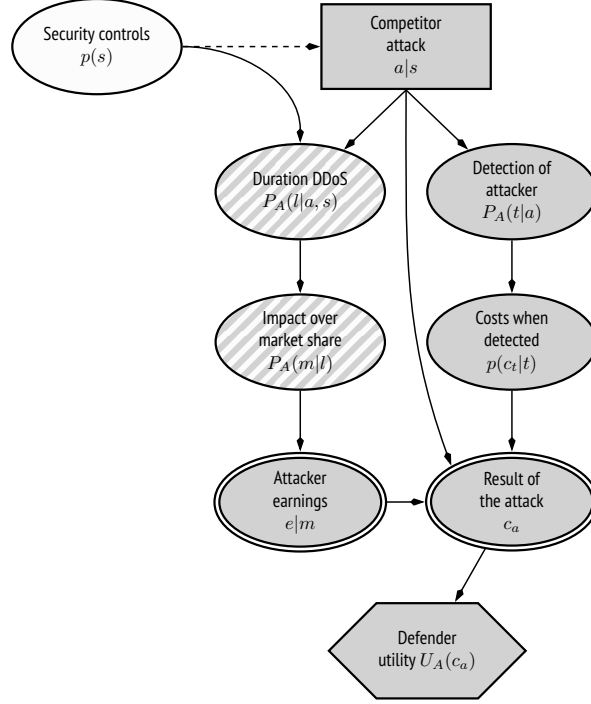 Security controls
p(s)
Competitor
attack
a|s
Duration DDoS
P_A(l|a, s)
Detection of
attacker
P_A(t|a)
Impact over
market share
P_A(m|l)
Costs when
detected
p(c_t|t)
Attacker
earnings
e|m
Result of
the attack
c_a
Defender
utility U_A(c_a)